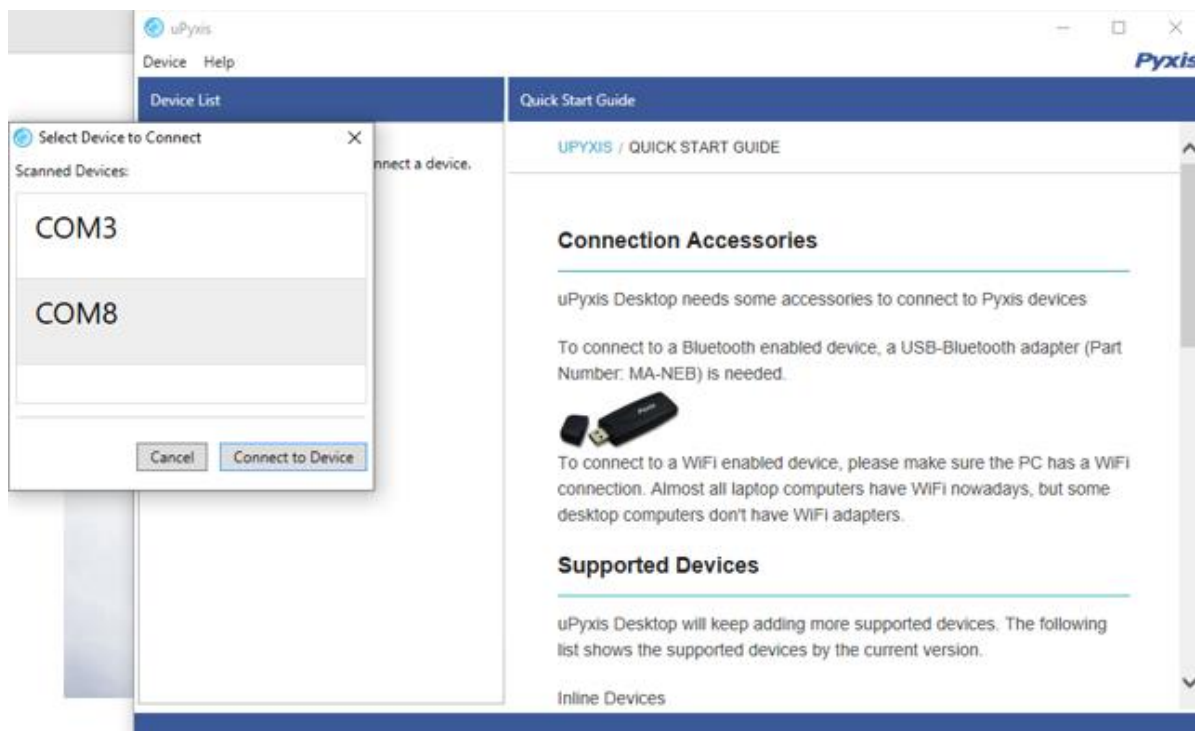 uPyxis
Device Help
Pyxis
Device List
Quick Start Guide
Select Device to Connect
Scanned Devices:
COM3
COM8
Cancel
Connect to Device
nnect a device.
UPYXIS / QUICK START GUIDE
Connection Accessories
uPyxis Desktop needs some accessories to connect to Pyxis devices
To connect to a Bluetooth enabled device, a USB-Bluetooth adapter (Part
Number: MA-NEB) is needed.
Pyxis
To connect to a WiFi enabled device, please make sure the PC has a WiFi
connection. Almost all laptop computers have WiFi nowadays, but some
desktop computers don't have WiFi adapters.
Supported Devices
uPyxis Desktop will keep adding more supported devices. The following
list shows the supported devices by the current version.
Inline Devices